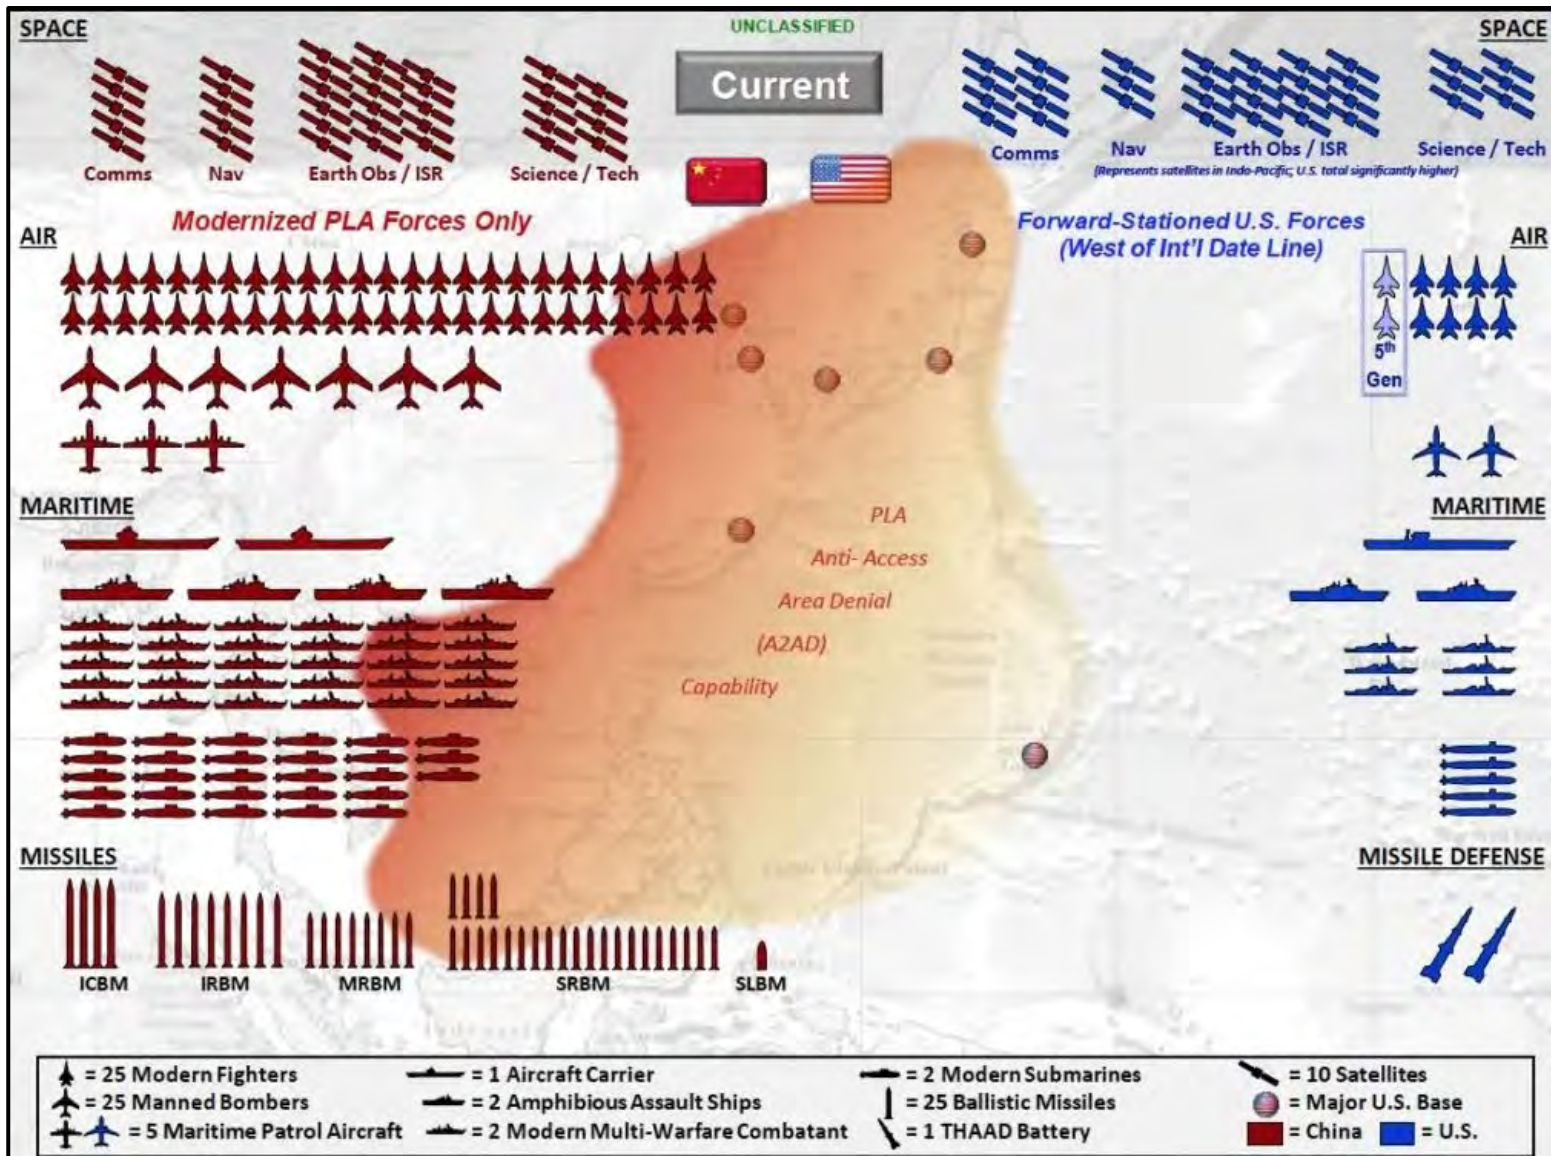 UNCLASSIFIED
SPACE
SPACE
Current
Comms
Nav
Earth Obs / ISR
Science / Tech
Comms
Nav
Earth Obs / ISR
Science / Tech
(Represents satellites in Indo-Pacific; U.S. total significantly higher)
Modernized PLA Forces Only
Forward-Stationed U.S. Forces
(West of Int'l Date Line)
AIR
AIR
5th
Gen
MARITIME
MARITIME
PLA
Anti- Access
Area Denial
(A2AD)
Capability
MISSILES
MISSILE DEFENSE
ICBM
IRBM
MRBM
SRBM
SLBM
= 25 Modern Fighters
= 1 Aircraft Carrier
= 2 Modern Submarines
= 10 Satellites
= 25 Manned Bombers
= 2 Amphibious Assault Ships
= 25 Ballistic Missiles
= Major U.S. Base
= 5 Maritime Patrol Aircraft
= 2 Modern Multi-Warfare Combatant
= 1 THAAD Battery
= China
= U.S.